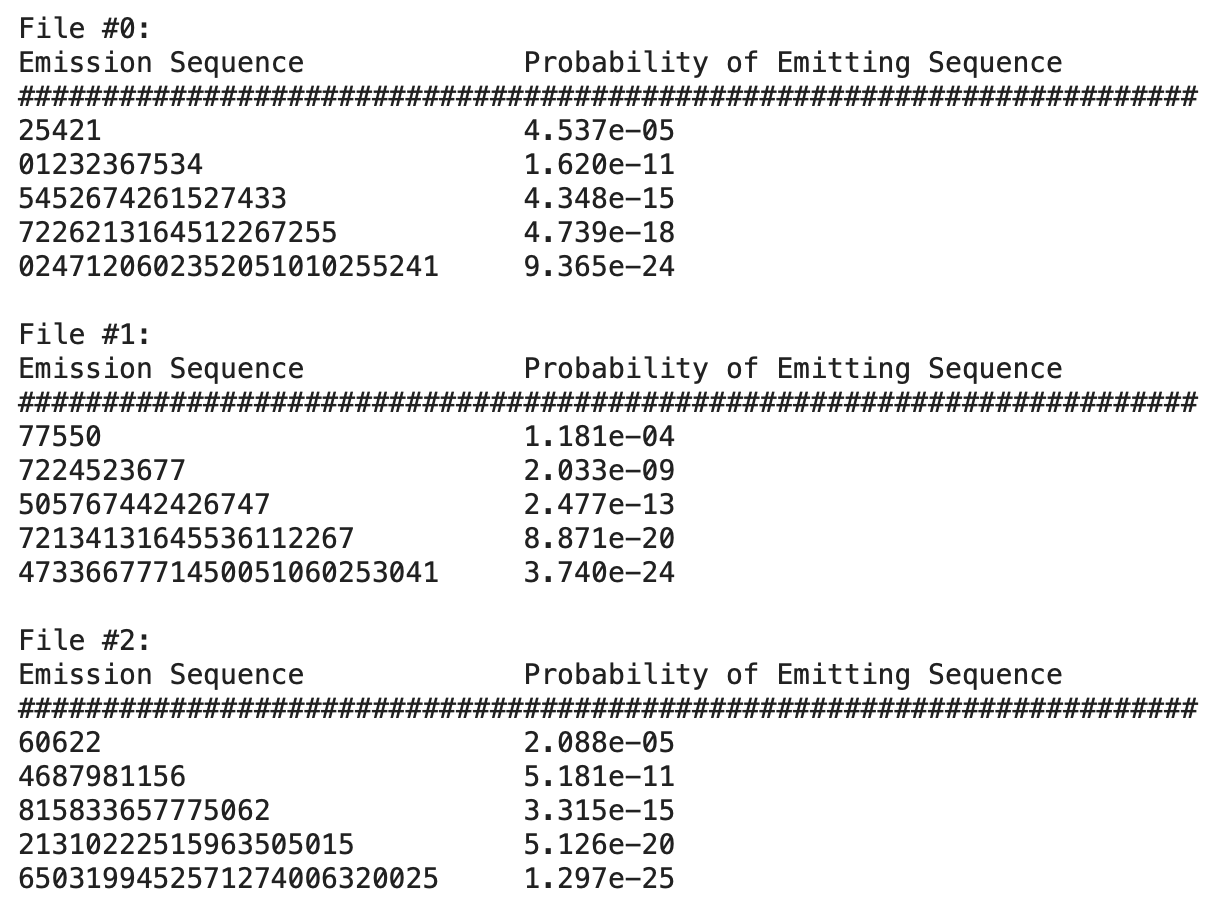 File #0:
Emission Sequence Probability of Emitting Sequence
######################################################################
25421 4.537e-05
01232367534 1.620e-11
5452674261527433 4.348e-15
7226213164512267255 4.739e-18
0247120602352051010255241 9.365e-24
File #1:
Emission Sequence Probability of Emitting Sequence
######################################################################
77550 1.181e-04
7224523677 2.033e-09
505767442426747 2.477e-13
72134131645536112267 8.871e-20
4733667771450051060253041 3.740e-24
File #2:
Emission Sequence Probability of Emitting Sequence
######################################################################
60622 2.088e-05
4687981156 5.181e-11
815833657775062 3.315e-15
21310222515963505015 5.126e-20
6503199452571274006320025 1.297e-25